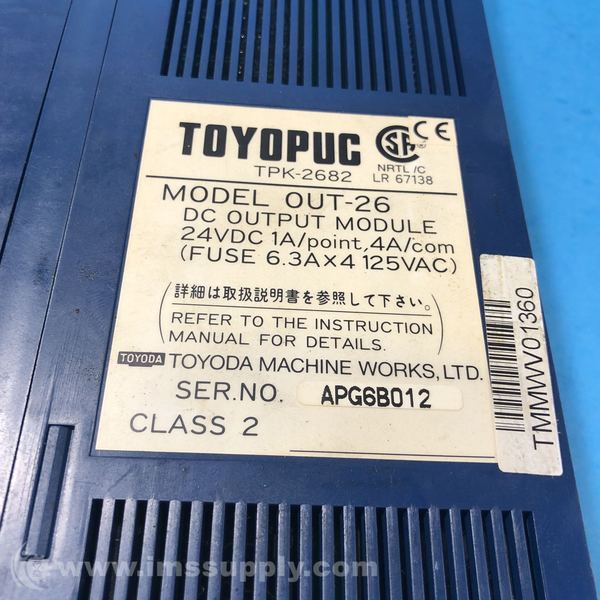 TOYOPUC
TPK-2682
CSA
CE
NRTL/C
LR 67138
MODEL OUT-26
DC OUTPUT MODULE
24VDC 1A/point, 4A/com
(FUSE 6.3A×4 125VAC)
(詳細は取扱説明書を参照して下さい。
REFER TO THE INSTRUCTION
MANUAL FOR DETAILS.)
TOYODA TOYODA MACHINE WORKS, LTD.
SER.NO. APG6B012
CLASS 2
TMMWV01360
www.imssupply.com